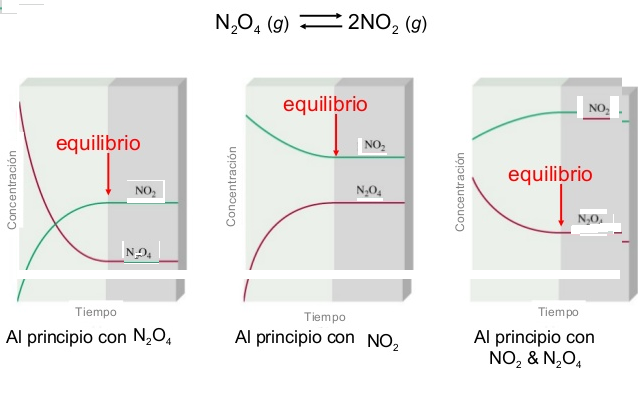 N₂O₄ (g) ⇌ 2NO₂ (g)
equilibrio
NO₂
N₂O₄
Concentración
Tiempo
Al principio con N₂O₄
equilibrio
NO₂
N₂O₄
Concentración
Tiempo
Al principio con NO₂
NO₂
equilibrio
N₂O₄
Concentración
Tiempo
Al principio con
NO₂ & N₂O₄